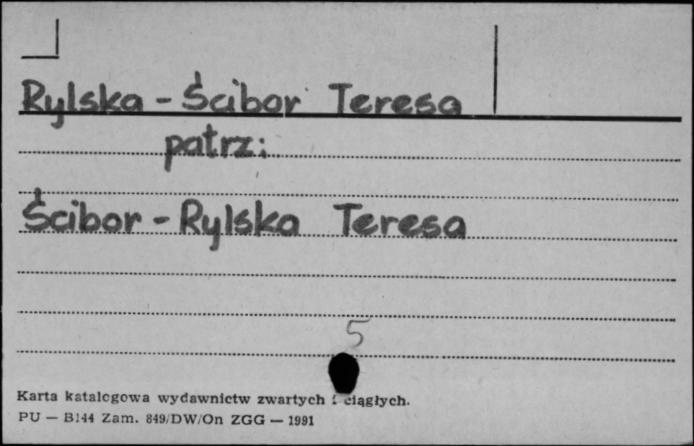 Rylska - Ścibor Teresa
patrz:
Ścibor - Rylska Teresa
5
Karta katalogowa wydawnictw zwartych i ciągłych.
PU — B144 Zam. 849/DW/On ZGG — 1991